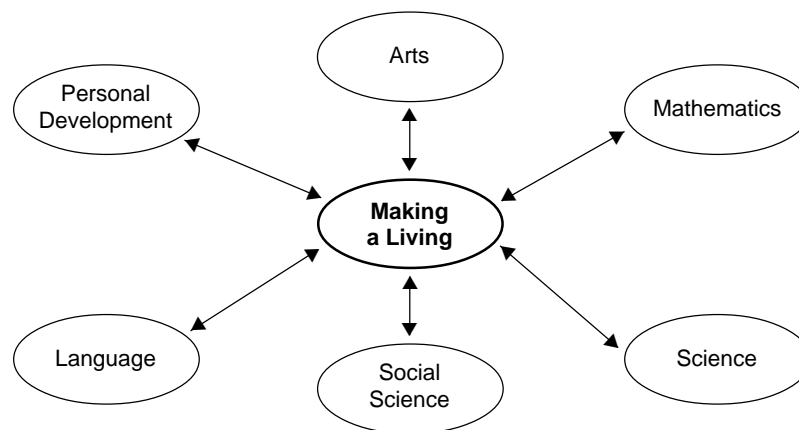 Arts
Personal
Development
Mathematics
Making
a Living
Language
Social
Science
Science